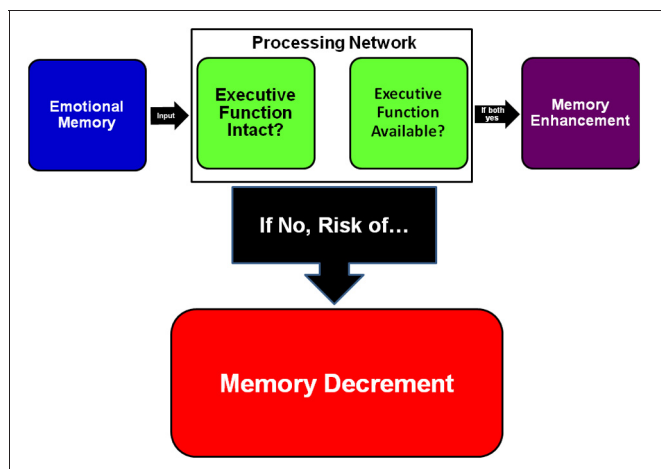 Processing Network
Emotional
Memory
Input
Executive
Function
Intact?
Executive
Function
Available?
If both
yes
Memory
Enhancement
If No, Risk of…
Memory Decrement